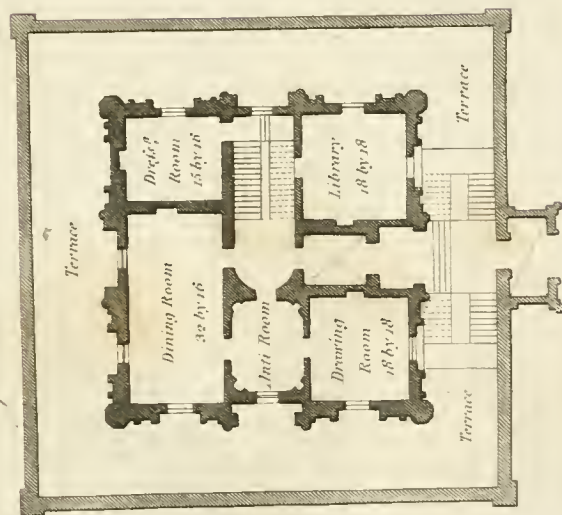 Terrace
Dining Room
32 by 16
Dreſsg
Room
15 by 16
Anti Room
Drawing
Room
18 by 18
Library
18 by 18
Terrace
Terrace